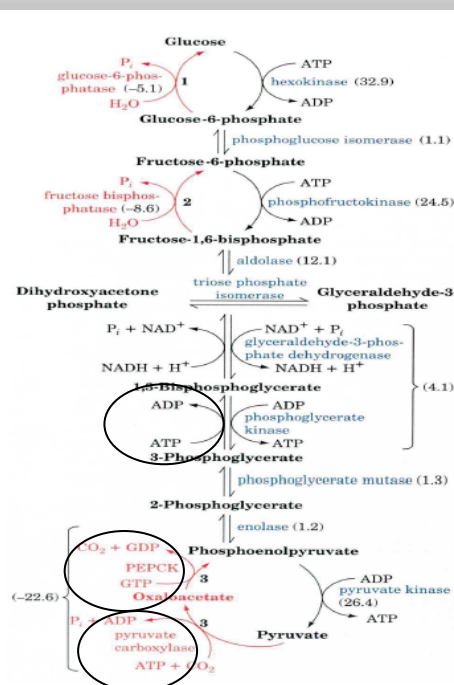 Glucose
P_i
ATP
glucose-6-phos-
phatase (–5.1)
1
hexokinase (32.9)
H₂O
ADP
Glucose-6-phosphate
phosphoglucose isomerase (1.1)
Fructose-6-phosphate
P_i
ATP
fructose bisphos-
phatase (–8.6)
2
phosphofructokinase (24.5)
H₂O
ADP
Fructose-1,6-bisphosphate
aldolase (12.1)
Dihydroxyacetone
phosphate
triose phosphate
isomerase
Glyceraldehyde-3
phosphate
P_i + NAD⁺
NAD⁺ + P_i
glyceraldehyde-3-phos-
phate dehydrogenase
NADH + H⁺
NADH + H⁺
(4.1)
1,3-Bisphosphoglycerate
ADP
ADP
phosphoglycerate
kinase
ATP
ATP
3-Phosphoglycerate
phosphoglycerate mutase (1.3)
2-Phosphoglycerate
enolase (1.2)
CO₂ + GDP
Phosphoenolpyruvate
PEPCK
3
ADP
GTP
pyruvate kinase
(–22.6)
Oxaloacetate
(26.4)
P_i + ADP
3
ATP
pyruvate
carboxylase
Pyruvate
ATP + CO₂